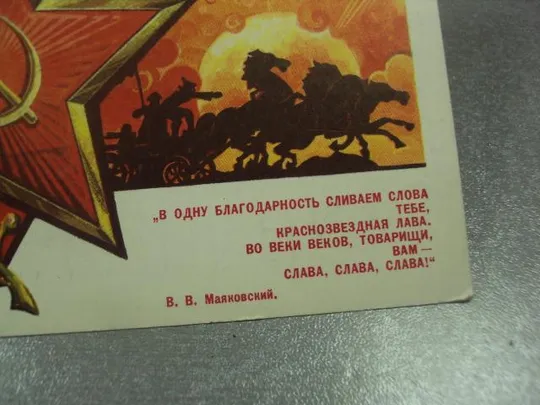 „В ОДНУ БЛАГОДАРНОСТЬ СЛИВАЕМ СЛОВА
ТЕБЕ,
КРАСНОЗВЕЗДНАЯ ЛАВА.
ВО ВЕКИ ВЕКОВ, ТОВАРИЩИ,
ВАМ —
СЛАВА, СЛАВА, СЛАВА!“
В. В. Маяковский.